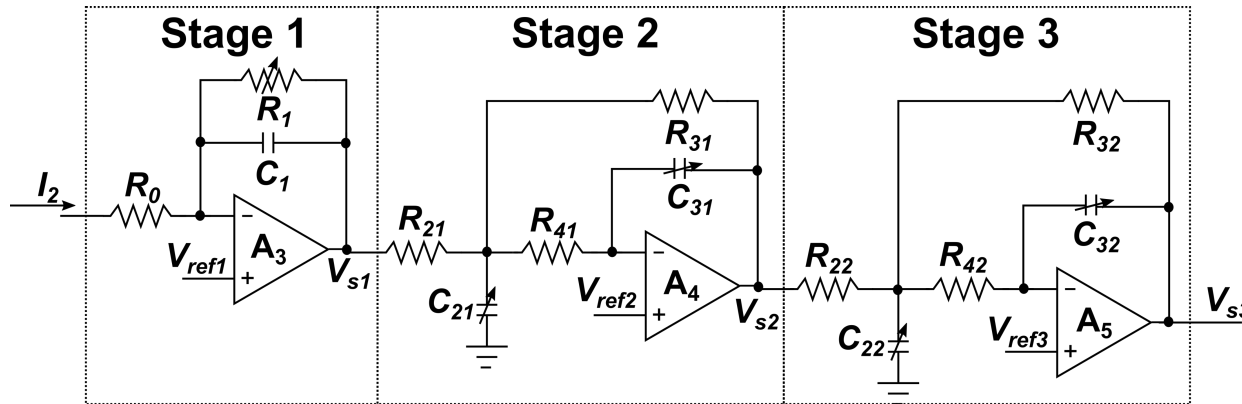 Stage 1
Stage 2
Stage 3
R1
C1
I2
R0
A3
Vref1
Vs1
R31
C31
R21
R41
A4
Vref2
C21
Vs2
R32
C32
R22
R42
A5
Vref3
C22
Vs3
−
+
−
+
−
+